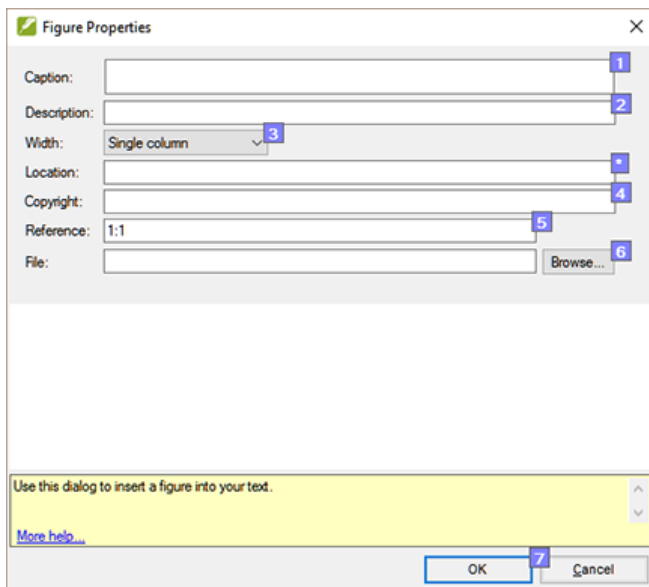 Figure Properties
Caption: 1
Description: 2
Width: Single column 3
Location: *
Copyright: 4
Reference: 1:1 5
File: Browse... 6
Use this dialog to insert a figure into your text.
More help...
OK 7 Cancel